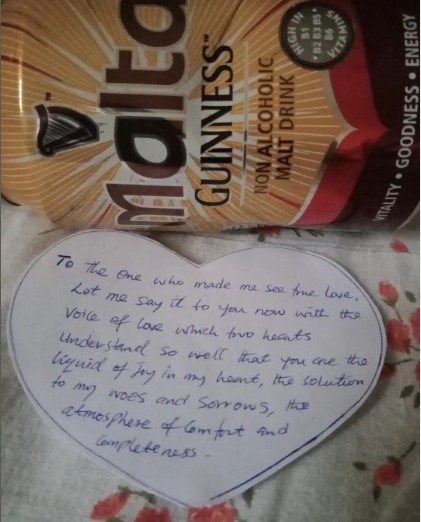 malta
GUINNESS™
NON ALCOHOLIC
MALT DRINK
HIGH IN
B1
B2 B3 B5
B6
VITAMINS
VITALITY • GOODNESS • ENERGY
To the one who made me see true love,
Let me say it to you now with the
voice of love which two hearts
understand so well that you are the
liquid of Joy in my heart, the solution
to my woes and sorrows, the
atmosphere of comfort and
completeness.